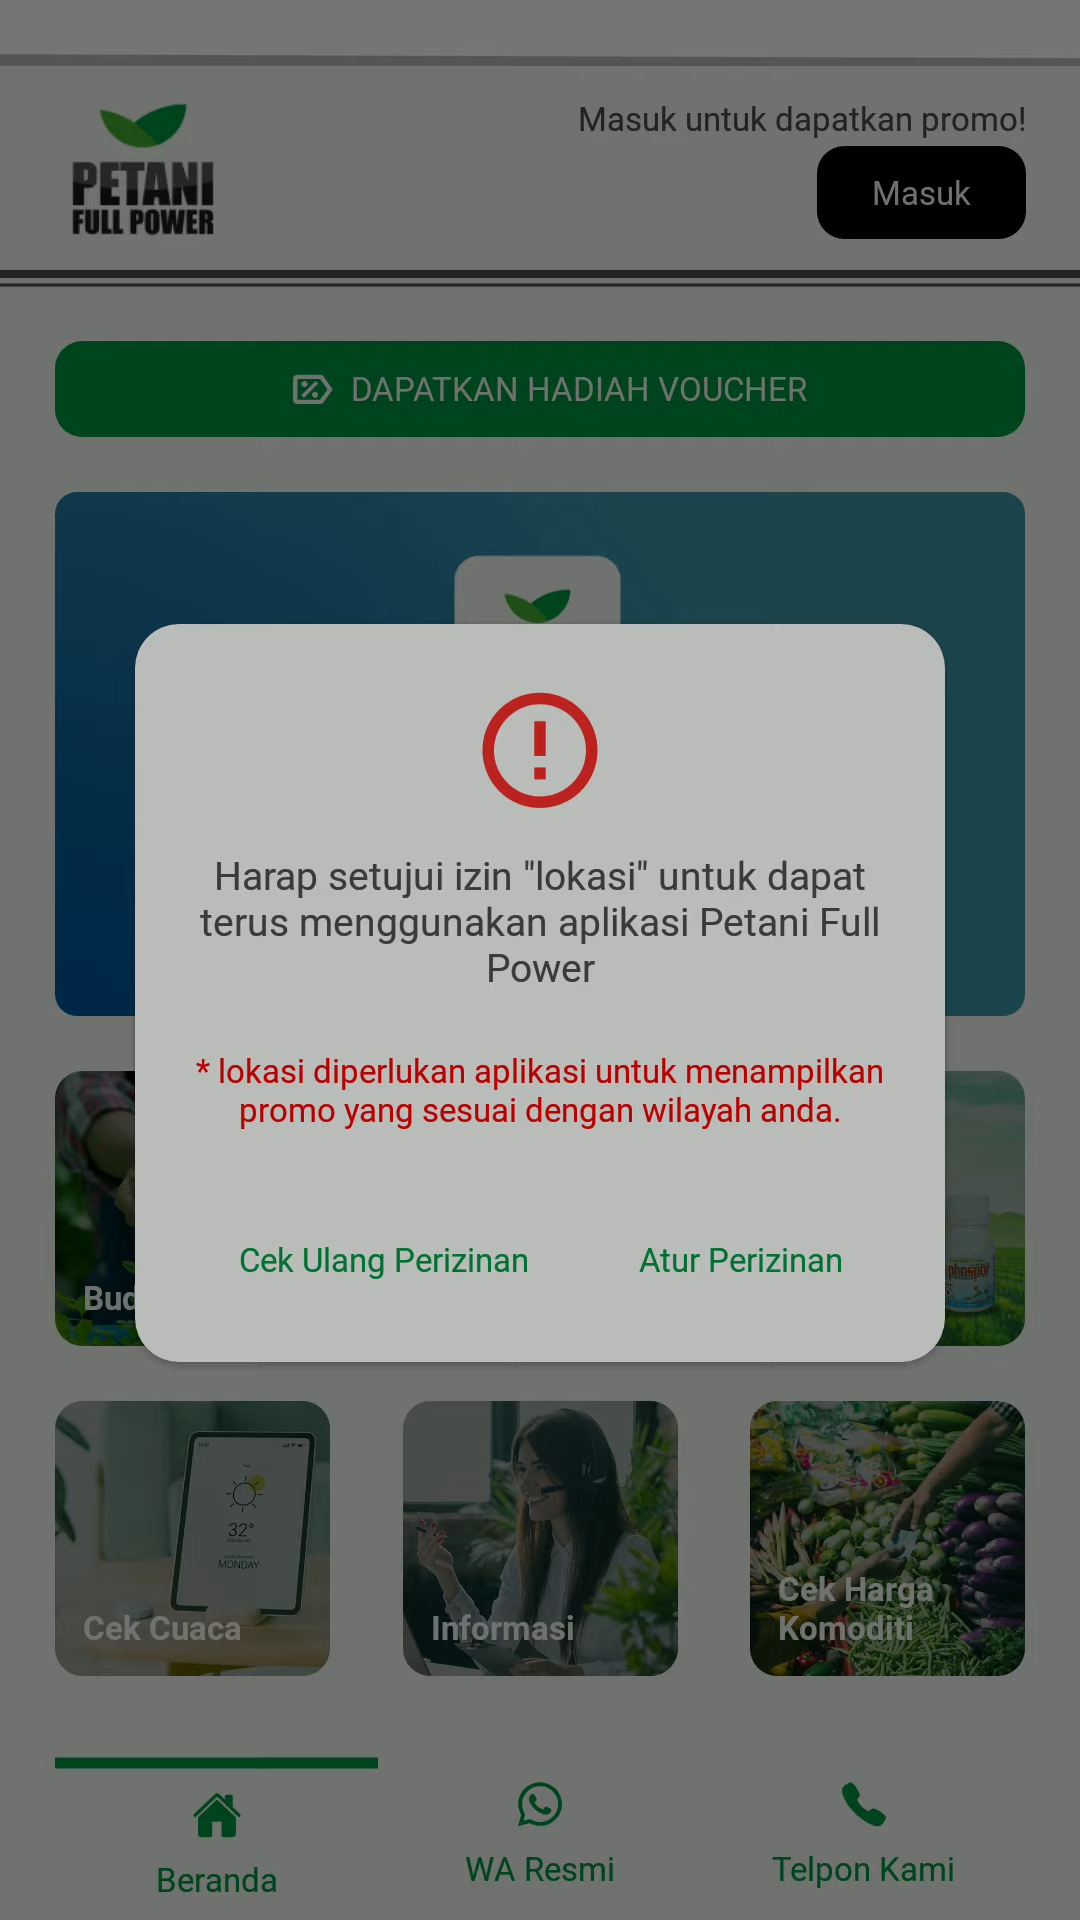 Masuk untuk dapatkan promo!
PETANI
FULL POWER
Masuk
DAPATKAN HADIAH VOUCHER
Harap setujui izin "lokasi" untuk dapat
terus menggunakan aplikasi Petani Full
Power
* lokasi diperlukan aplikasi untuk menampilkan
promo yang sesuai dengan wilayah anda.
Cek Ulang Perizinan
Atur Perizinan
Bud
phospor
32°
MONDAY
Cek Cuaca
Informasi
Cek Harga
Komoditi
Beranda
WA Resmi
Telpon Kami